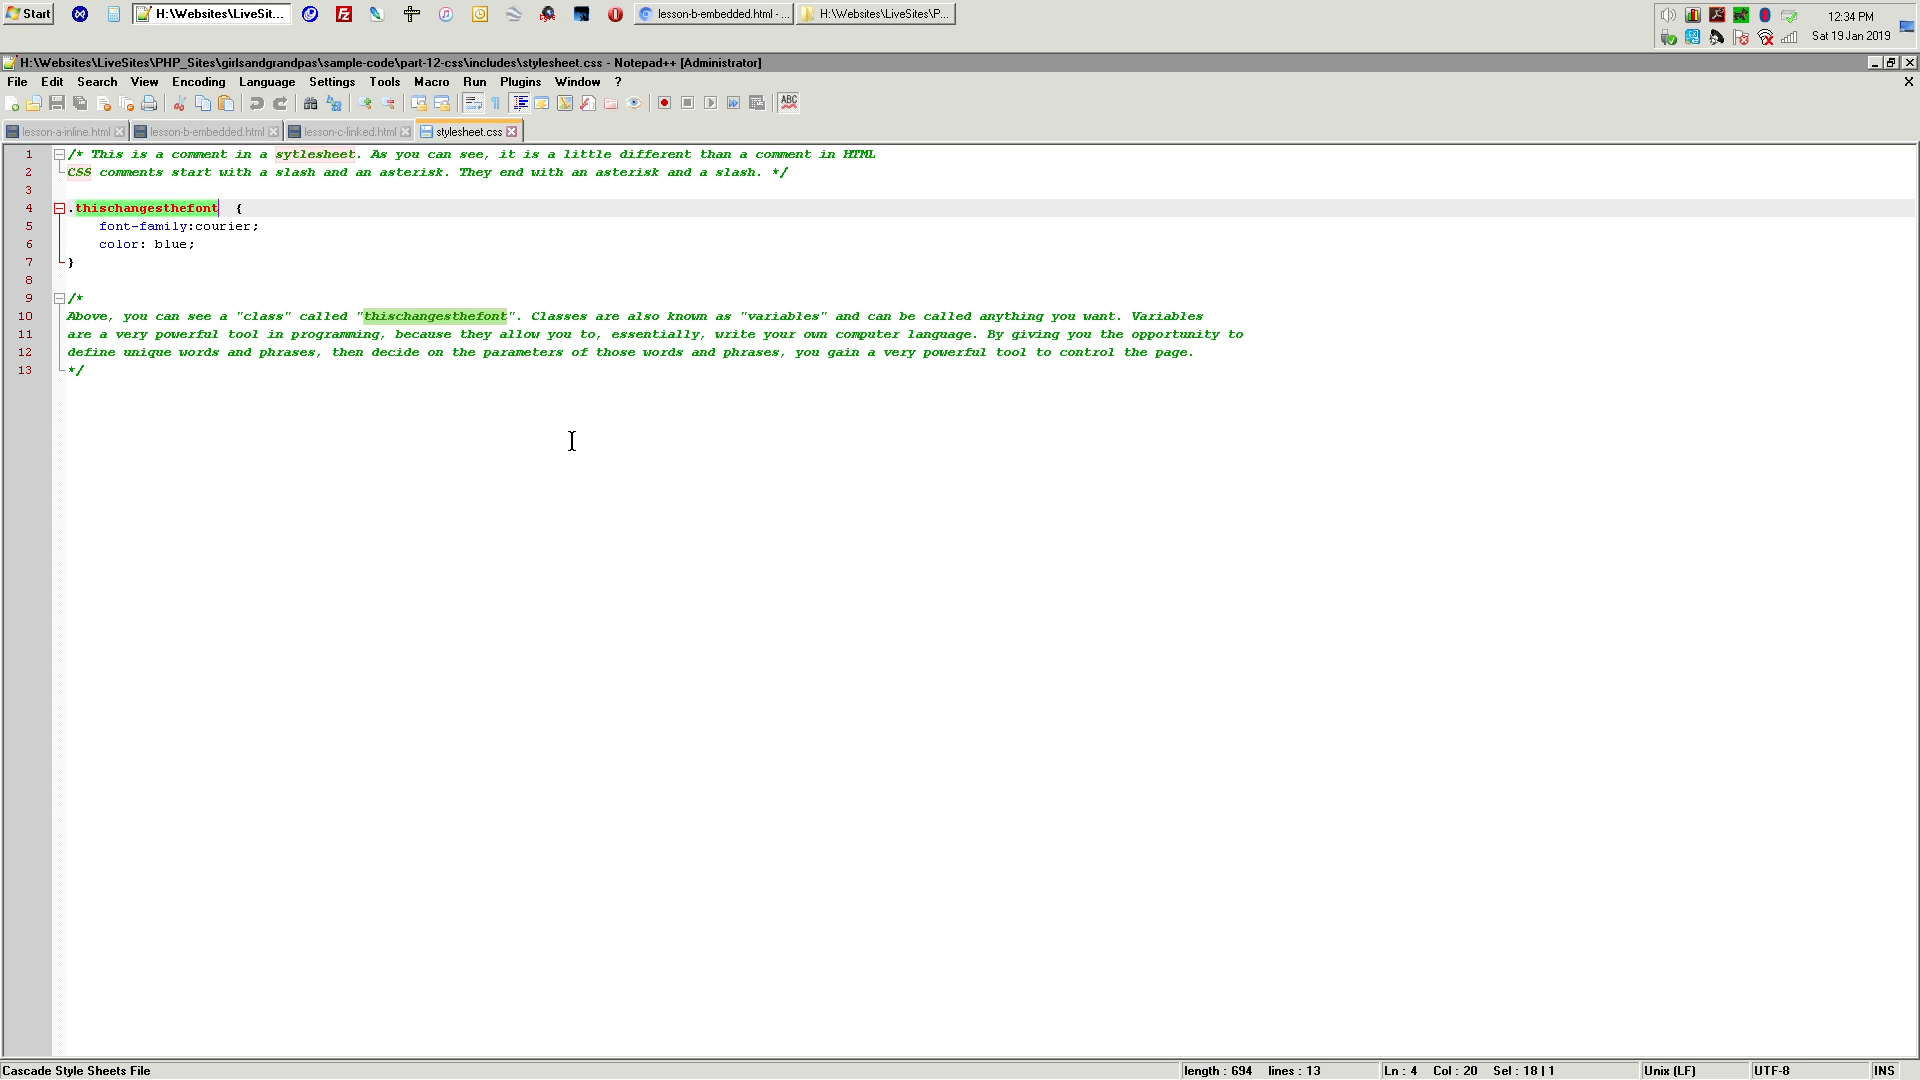 Start
H:\Websites\LiveSit...
lesson-b-embedded.html - ...
H:\Websites\LiveSites\P...
12:34 PM
Sat 19 Jan 2019
H:\Websites\LiveSites\PHP_Sites\girlsandgrandpas\sample-code\part-12-css\includes\stylesheet.css - Notepad++ [Administrator]
File Edit Search View Encoding Language Settings Tools Macro Run Plugins Window ?
ABC
lesson-a-inline.html lesson-b-embedded.html lesson-c-linked.html stylesheet.css
1 /* This is a comment in a sytlesheet. As you can see, it is a little different than a comment in HTML
2 CSS comments start with a slash and an asterisk. They end with an asterisk and a slash. */
3
4 .thischangesthefont {
5 font-family:courier;
6 color: blue;
7 }
8
9 /*
10 Above, you can see a "class" called "thischangesthefont". Classes are also known as "variables" and can be called anything you want. Variables
11 are a very powerful tool in programming, because they allow you to, essentially, write your own computer language. By giving you the opportunity to
12 define unique words and phrases, then decide on the parameters of those words and phrases, you gain a very powerful tool to control the page.
13 */
Cascade Style Sheets File length : 694 lines : 13 Ln : 4 Col : 20 Sel : 18 | 1 Unix (LF) UTF-8 INS